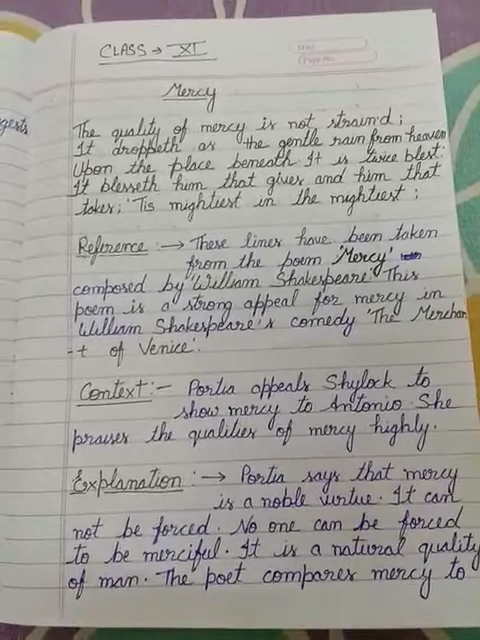 CLASS → XI
Mercy
gests
The quality of mercy is not strain'd;
It droppeth as the gentle rain from heaven
Upon the place beneath. It is twice blest:
It blesseth him that gives and him that
takes; 'Tis mightiest in the mightiest;
Reference :→ These lines have been taken
from the poem 'Mercy'
composed by 'William Shakespeare'. This
poem is a strong appeal for mercy in
William Shakespeare's comedy 'The Merchan
-t of Venice'.
Context:- Portia appeals Shylock to
show mercy to Antonio. She
praises the qualities of mercy highly.
Explanation :→ Portia says that mercy
is a noble virtue. It can
not be forced. No one can be forced
to be merciful. It is a natural quality
of man. The poet compares mercy to